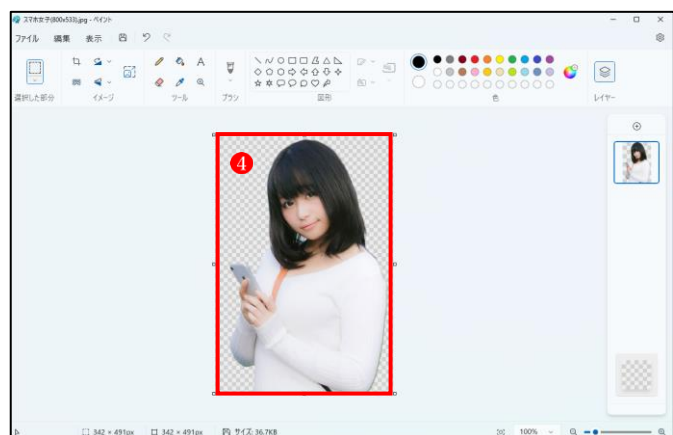 スマホ女子(800x533).jpg - ペイント
ファイル 編集 表示
選択した部分 イメージ ツール ブラシ 図形 色 レイヤー
4
342 × 491px 342 × 491px サイズ: 36.7KB 100%